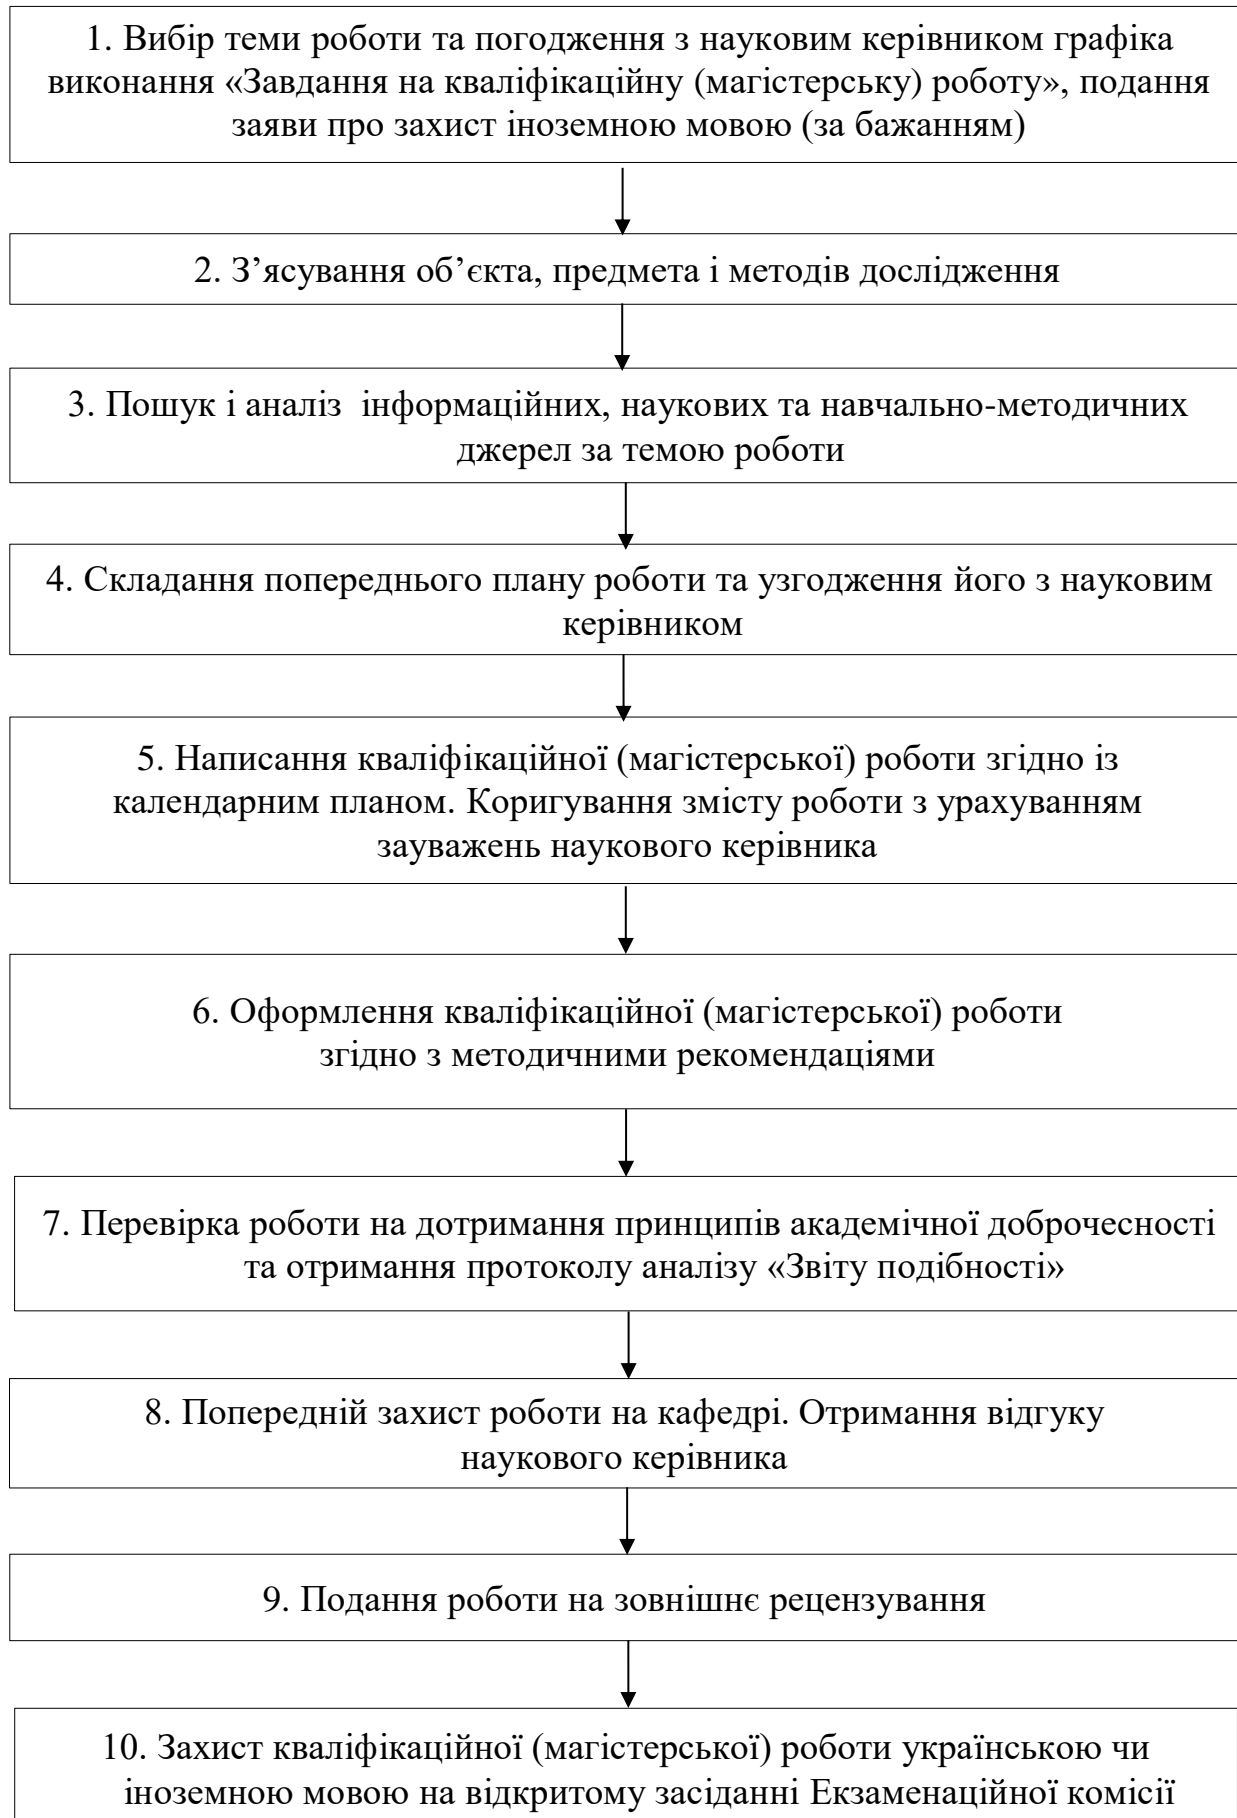 1. Вибір теми роботи та погодження з науковим керівником графіка
виконання «Завдання на кваліфікаційну (магістерську) роботу», подання
заяви про захист іноземною мовою (за бажанням)
2. З’ясування об’єкта, предмета і методів дослідження
3. Пошук і аналіз  інформаційних, наукових та навчально-методичних
джерел за темою роботи
4. Складання попереднього плану роботи та узгодження його з науковим
керівником
5. Написання кваліфікаційної (магістерської) роботи згідно із
календарним планом. Коригування змісту роботи з урахуванням
зауважень наукового керівника
6. Оформлення кваліфікаційної (магістерської) роботи
згідно з методичними рекомендаціями
7. Перевірка роботи на дотримання принципів академічної доброчесності
та отримання протоколу аналізу «Звіту подібності»
8. Попередній захист роботи на кафедрі. Отримання відгуку
наукового керівника
9. Подання роботи на зовнішнє рецензування
10. Захист кваліфікаційної (магістерської) роботи українською чи
іноземною мовою на відкритому засіданні Екзаменаційної комісії